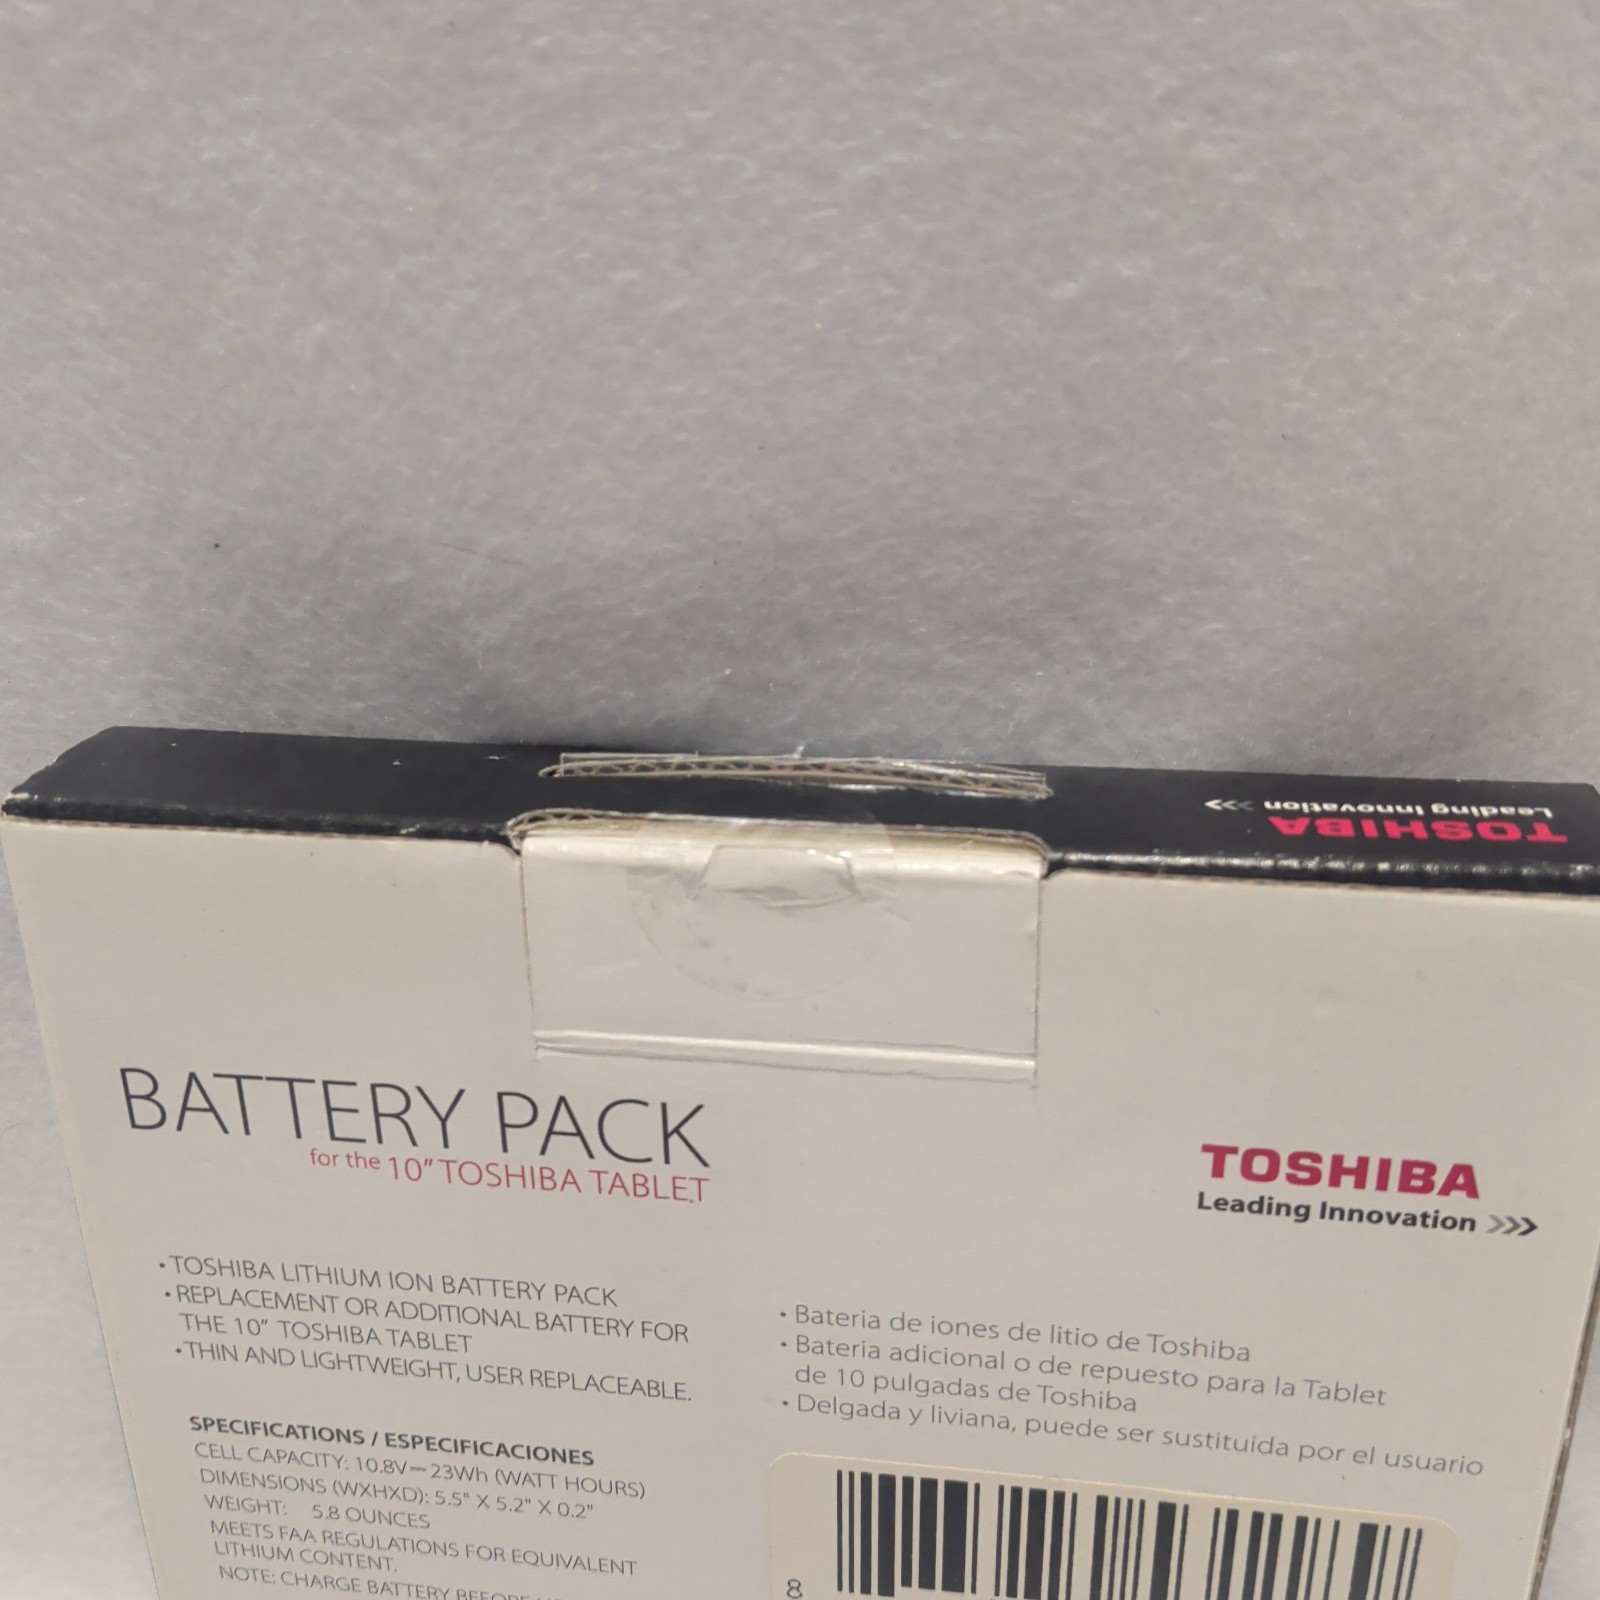 Leading Innovation >>>
TOSHIBA
BATTERY PACK
for the 10" TOSHIBA TABLET
TOSHIBA
Leading Innovation >>>
• TOSHIBA LITHIUM ION BATTERY PACK
• REPLACEMENT OR ADDITIONAL BATTERY FOR
THE 10" TOSHIBA TABLET
• THIN AND LIGHTWEIGHT, USER REPLACEABLE.
SPECIFICATIONS / ESPECIFICACIONES
CELL CAPACITY: 10.8V⎓23Wh (WATT HOURS)
DIMENSIONS (WXHXD): 5.5" X 5.2" X 0.2"
WEIGHT: 5.8 OUNCES
MEETS FAA REGULATIONS FOR EQUIVALENT
LITHIUM CONTENT.
NOTE: CHARGE BATTERY BEFORE
• Bateria de iones de litio de Toshiba
• Bateria adicional o de repuesto para la Tablet
de 10 pulgadas de Toshiba
• Delgada y liviana, puede ser sustituida por el usuario
8